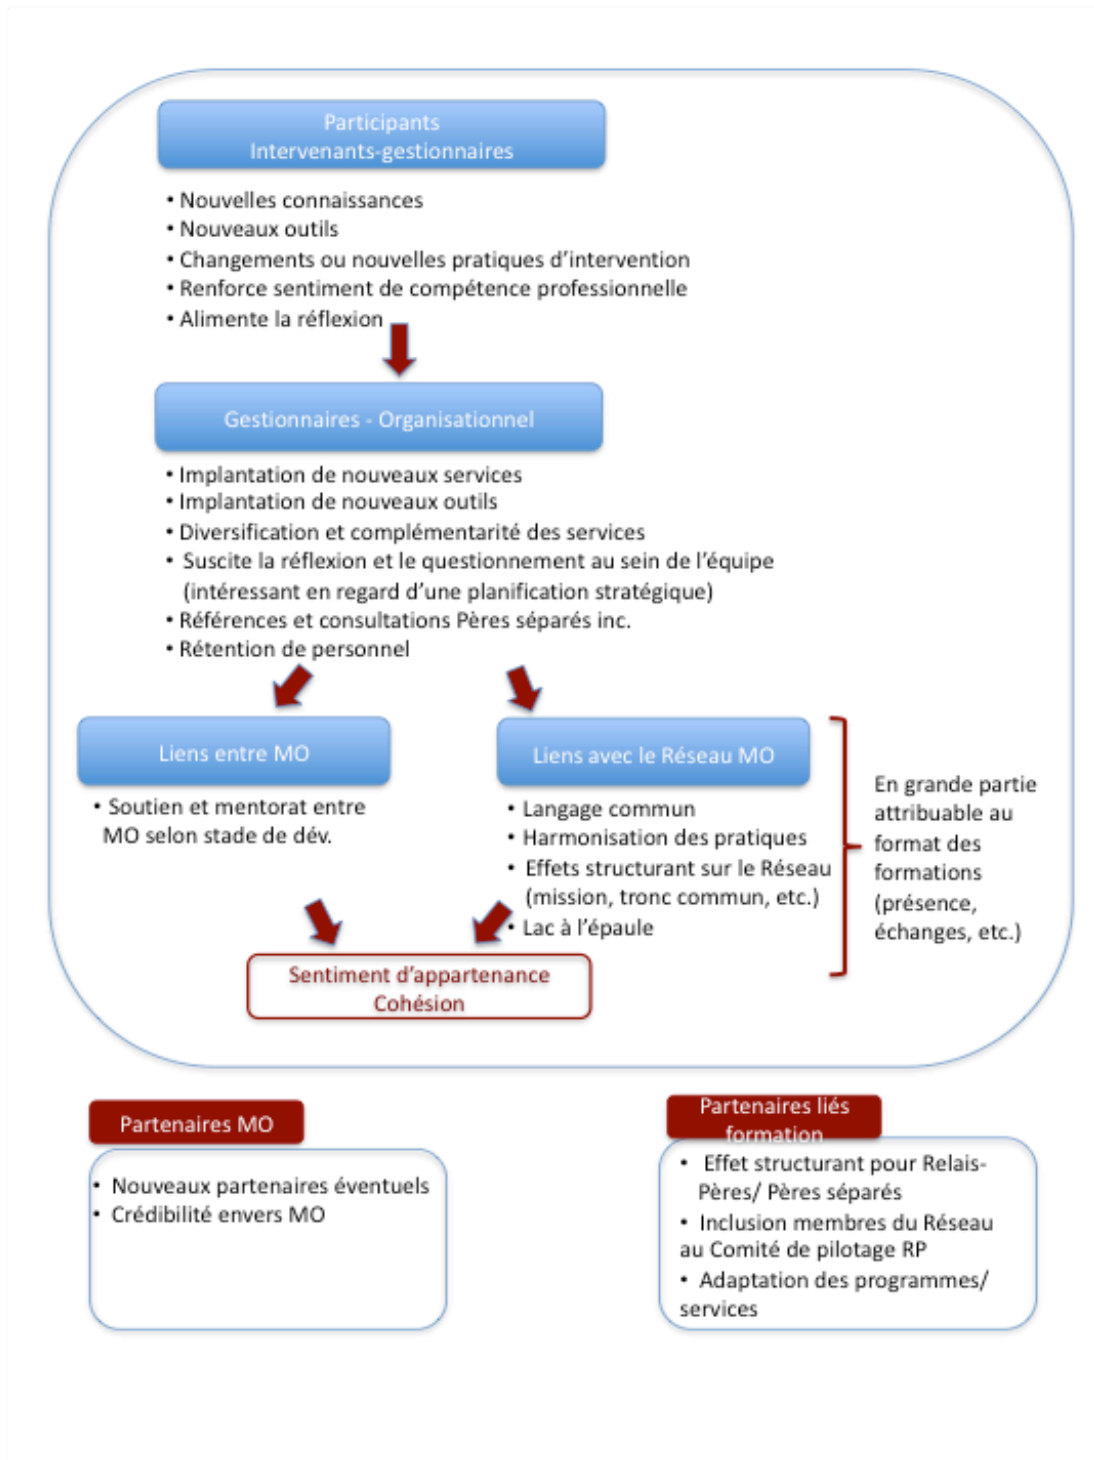 Participants
Intervenants-gestionnaires
• Nouvelles connaissances
• Nouveaux outils
• Changements ou nouvelles pratiques d'intervention
• Renforce sentiment de compétence professionnelle
• Alimente la réflexion
Gestionnaires - Organisationnel
• Implantation de nouveaux services
• Implantation de nouveaux outils
• Diversification et complémentarité des services
• Suscite la réflexion et le questionnement au sein de l'équipe
(intéressant en regard d'une planification stratégique)
• Références et consultations Pères séparés inc.
• Rétention de personnel
Liens entre MO
• Soutien et mentorat entre
MO selon stade de dév.
Liens avec le Réseau MO
• Langage commun
• Harmonisation des pratiques
• Effets structurant sur le Réseau
(mission, tronc commun, etc.)
• Lac à l'épaule
En grande partie
attribuable au
format des
formations
(présence,
échanges, etc.)
Sentiment d'appartenance
Cohésion
Partenaires MO
• Nouveaux partenaires éventuels
• Crédibilité envers MO
Partenaires liés
formation
• Effet structurant pour Relais-
Pères/ Pères séparés
• Inclusion membres du Réseau
au Comité de pilotage RP
• Adaptation des programmes/
services